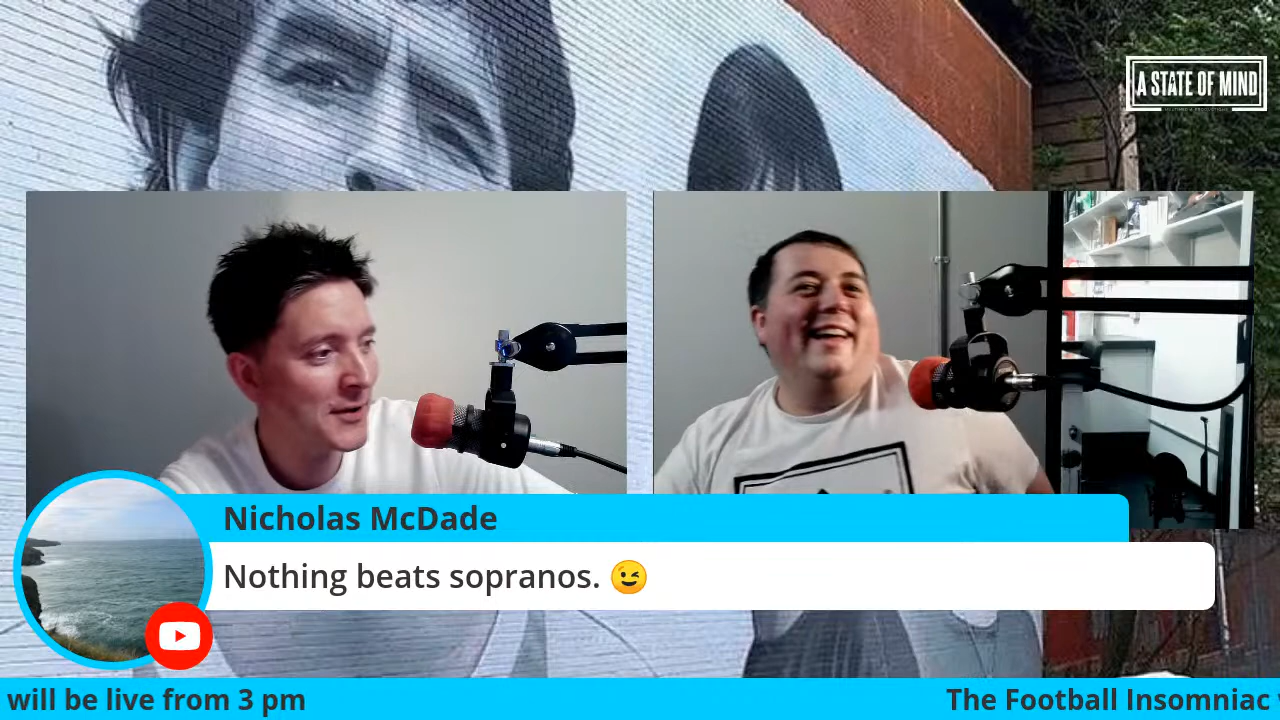 A STATE OF MIND
Nicholas McDade
Nothing beats sopranos. 😉
will be live from 3 pm
The Football Insomniac